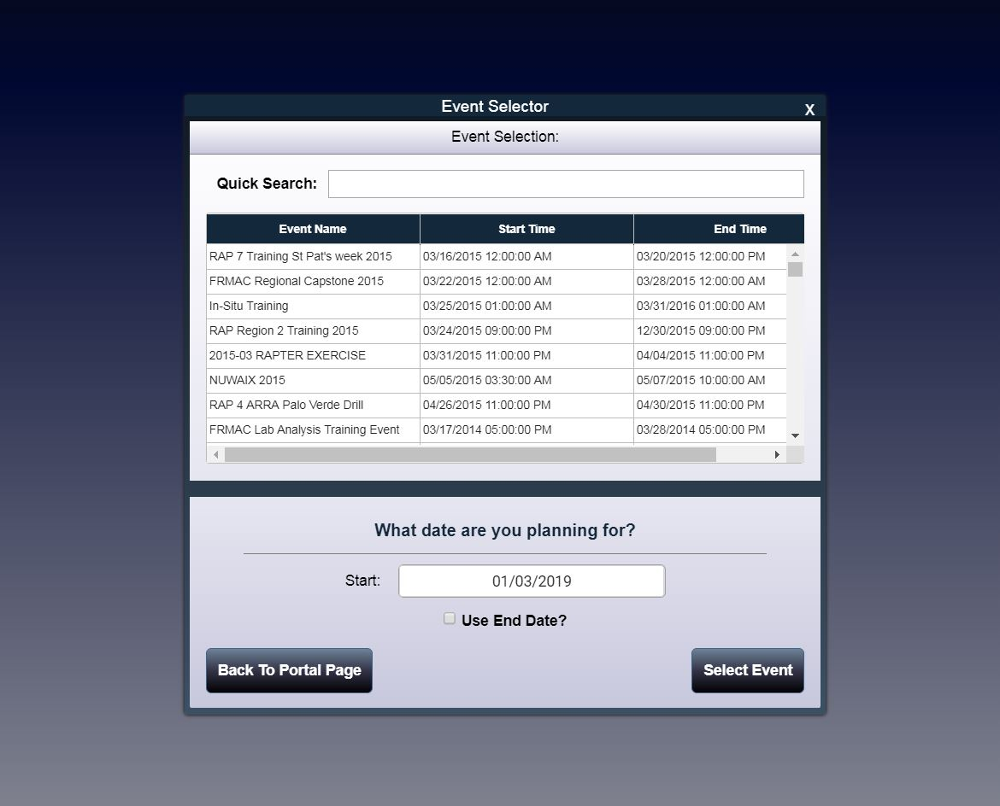 Event Selector
X
Event Selection:
Quick Search:
Event Name Start Time End Time
RAP 7 Training St Pat's week 2015 03/16/2015 12:00:00 AM 03/20/2015 12:00:00 PM
FRMAC Regional Capstone 2015 03/22/2015 12:00:00 AM 03/28/2015 12:00:00 AM
In-Situ Training 03/25/2015 01:00:00 AM 03/31/2016 01:00:00 AM
RAP Region 2 Training 2015 03/24/2015 09:00:00 PM 12/30/2015 09:00:00 PM
2015-03 RAPTER EXERCISE 03/31/2015 11:00:00 PM 04/04/2015 11:00:00 PM
NUWAIX 2015 05/05/2015 03:30:00 AM 05/07/2015 10:00:00 AM
RAP 4 ARRA Palo Verde Drill 04/26/2015 11:00:00 PM 04/30/2015 11:00:00 PM
FRMAC Lab Analysis Training Event 03/17/2014 05:00:00 PM 03/28/2014 05:00:00 PM
What date are you planning for?
Start: 01/03/2019
Use End Date?
Back To Portal Page Select Event